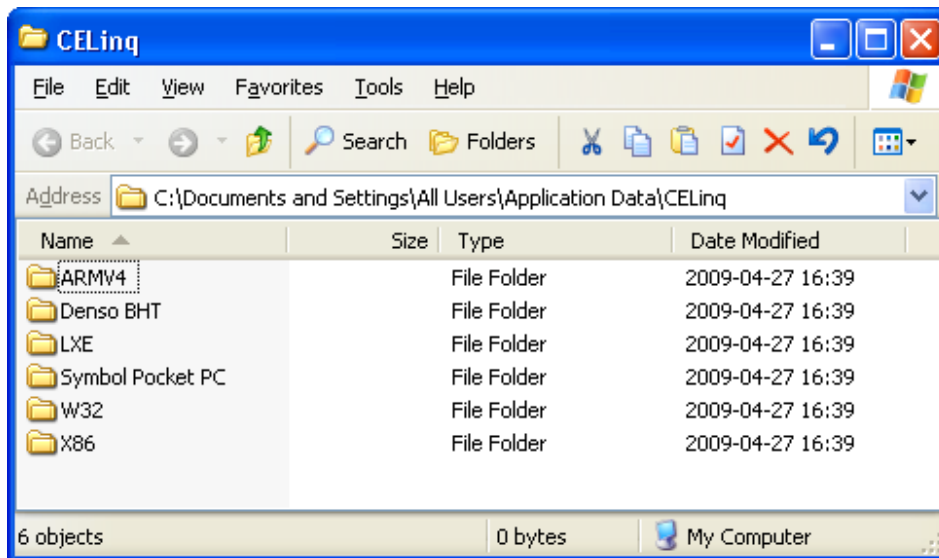 CELinq
File Edit View Favorites Tools Help
Back Search Folders
Address C:\Documents and Settings\All Users\Application Data\CELinq
Name Size Type Date Modified
ARMV4 File Folder 2009-04-27 16:39
Denso BHT File Folder 2009-04-27 16:39
LXE File Folder 2009-04-27 16:39
Symbol Pocket PC File Folder 2009-04-27 16:39
W32 File Folder 2009-04-27 16:39
X86 File Folder 2009-04-27 16:39
6 objects 0 bytes My Computer